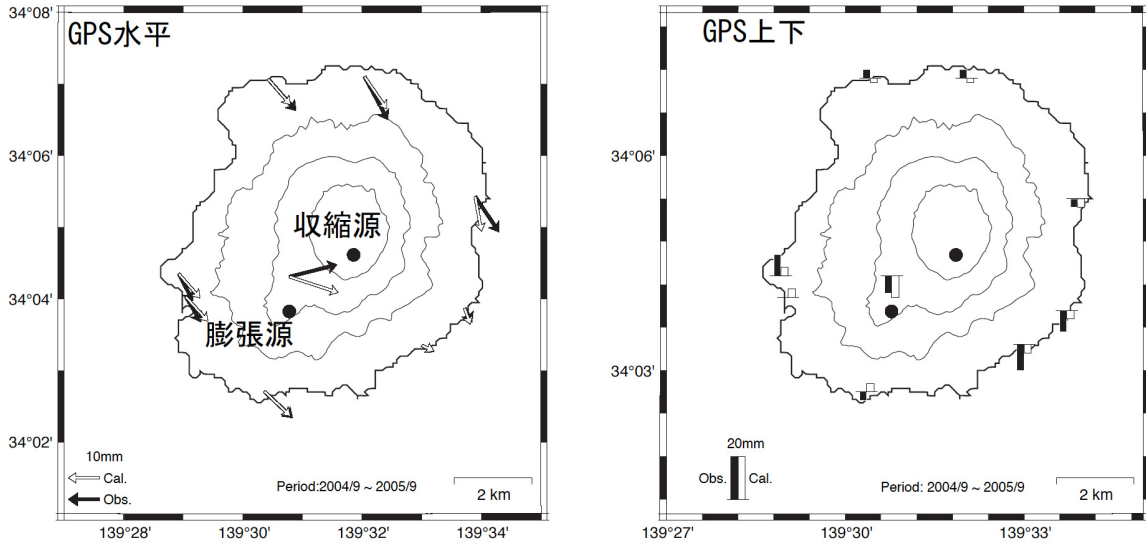 GPS水平
34°08'
34°06'
34°04'
34°02'
収縮源
膨張源
10mm
Cal.
Obs.
Period:2004/9 ~ 2005/9
2 km
139°28'
139°30'
139°32'
139°34'
GPS上下
34°06'
34°03'
20mm
Obs.
Cal.
Period:2004/9 ~ 2005/9
2 km
139°27'
139°30'
139°33'